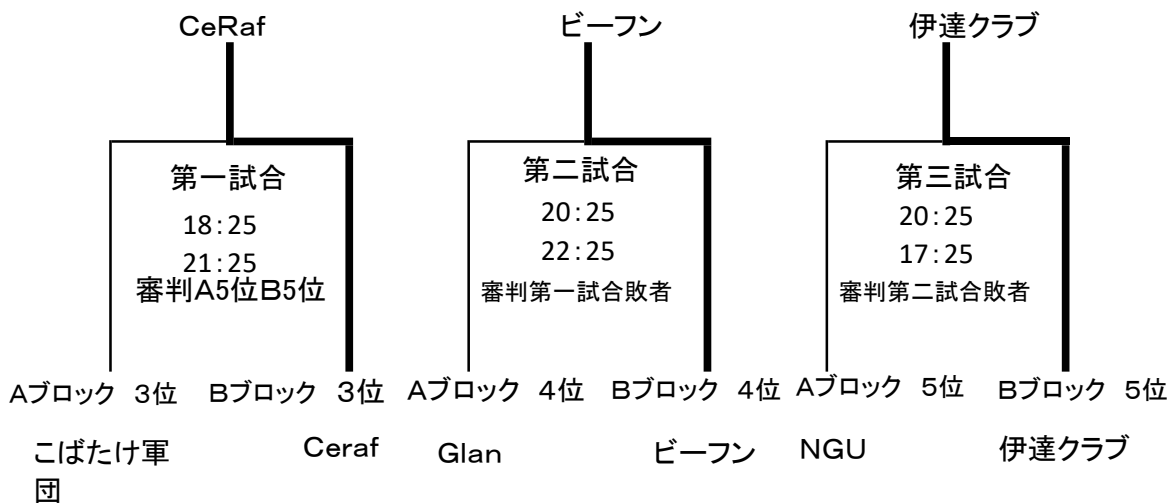 CeRaf
ビーフン
伊達クラブ
第一試合
18:25
21:25
審判A5位B5位
第二試合
20:25
22:25
審判第一試合敗者
第三試合
20:25
17:25
審判第二試合敗者
Aブロック 3位
Bブロック 3位
Aブロック 4位
Bブロック 4位
Aブロック 5位
Bブロック 5位
こばたけ軍
団
Ceraf
Glan
ビーフン
NGU
伊達クラブ